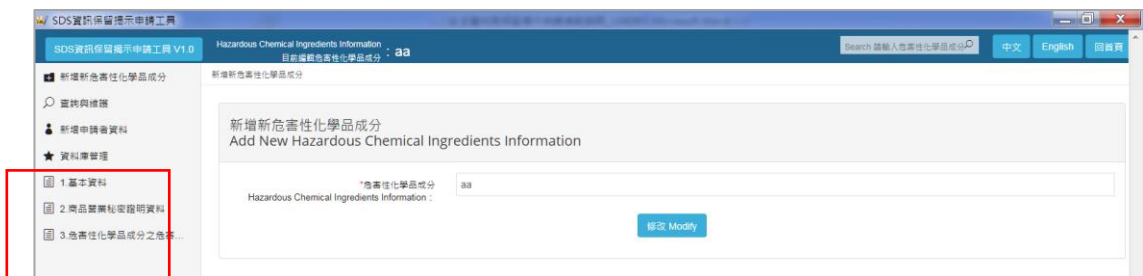 SDS資訊保留揭示申請工具
SDS資訊保留揭示申請工具 V1.0
Hazardous Chemical Ingredients Information
目前編輯危害性化學品成分 : aa
Search 請輸入危害性化學品成分
中文
English
回首頁
新增新危害性化學品成分
查詢與維護
新增申請者資料
資料庫管理
1.基本資料
2.商品營業秘密證明資料
3.危害性化學品成分之危害...
新增新危害性化學品成分
新增新危害性化學品成分
Add New Hazardous Chemical Ingredients Information
*危害性化學品成分
Hazardous Chemical Ingredients Information :
aa
修改 Modify